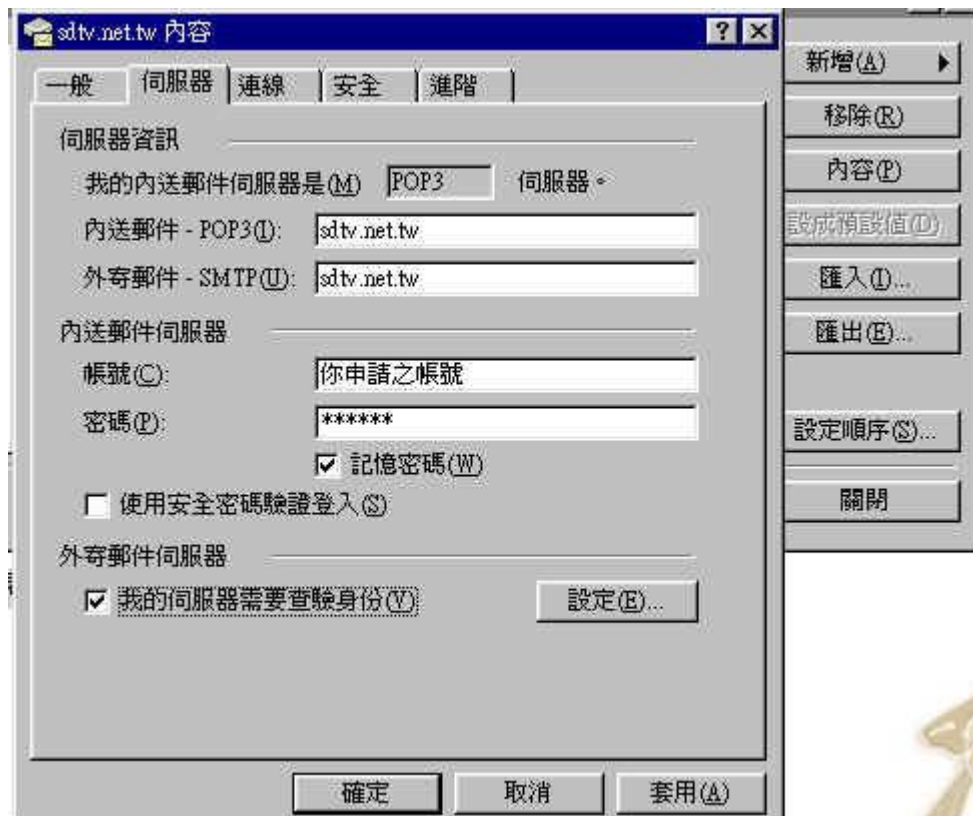 sdtv.net.tw 內容
一般 伺服器 連線 安全 進階
伺服器資訊
我的內送郵件伺服器是(M) POP3 伺服器。
內送郵件 - POP3(I): sdtv.net.tw
外寄郵件 - SMTP(U): sdtv.net.tw
內送郵件伺服器
帳號(C): 你申請之帳號
密碼(P): ******
記憶密碼(W)
使用安全密碼驗證登入(S)
外寄郵件伺服器
我的伺服器需要查驗身份(V) 設定(E)...
確定 取消 套用(A)
新增(A)
移除(R)
內容(P)
設成預設值(D)
匯入(I)...
匯出(E)...
設定順序(S)...
關閉